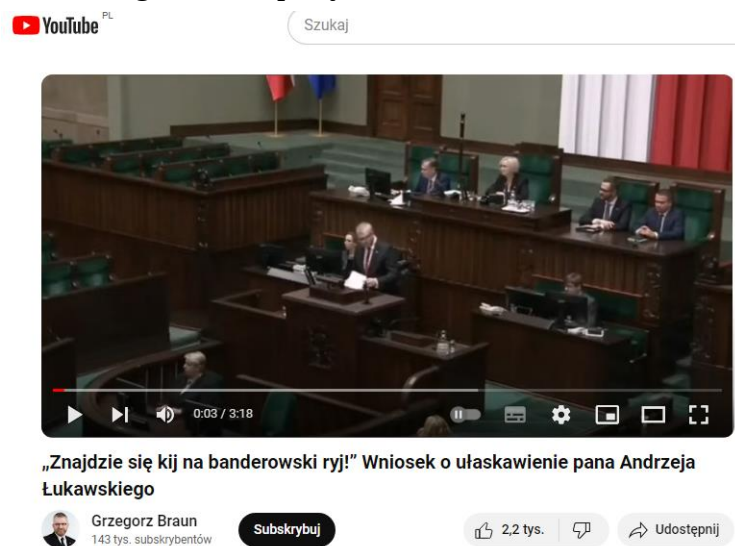 YouTube PL
Szukaj
0:03 / 3:18
„Znajdzie się kij na banderowski ryj!” Wniosek o ułaskawienie pana Andrzeja
Łukawskiego
Grzegorz Braun
143 tys. subskrybentów
Subskrybuj
2,2 tys.
Udostępnij